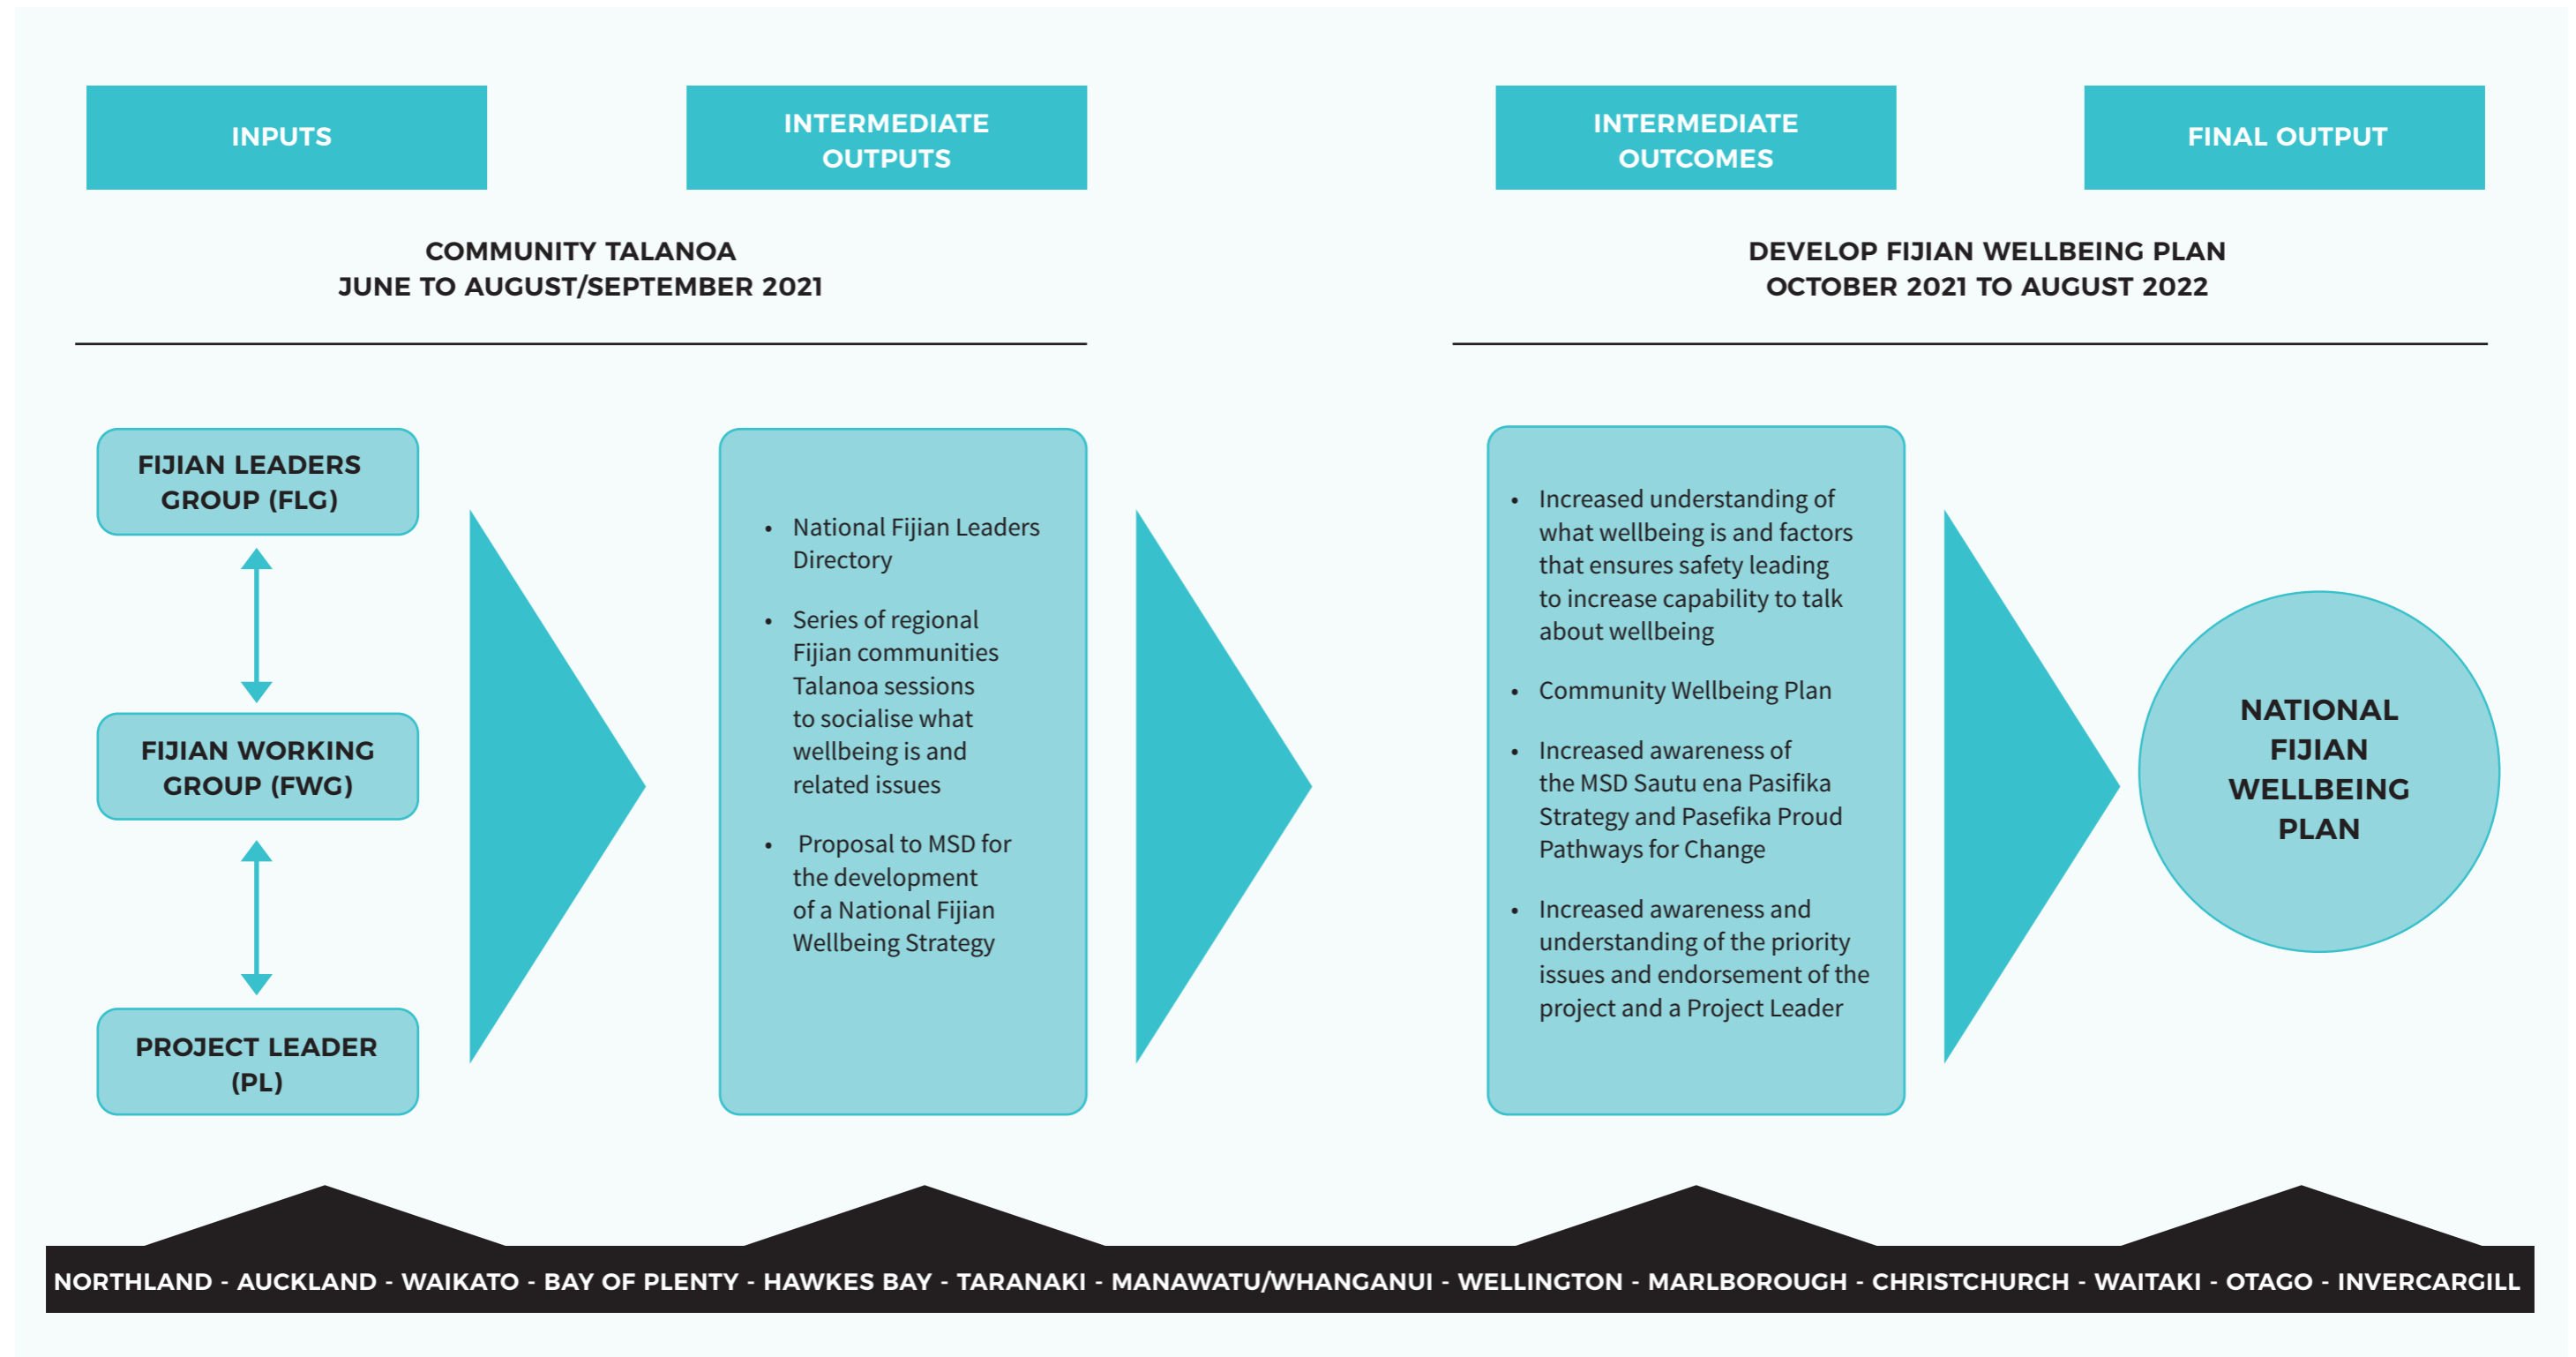 INPUTS
INTERMEDIATE
OUTPUTS
INTERMEDIATE
OUTCOMES
FINAL OUTPUT
COMMUNITY TALANOA
JUNE TO AUGUST/SEPTEMBER 2021
DEVELOP FIJIAN WELLBEING PLAN
OCTOBER 2021 TO AUGUST 2022
FIJIAN LEADERS
GROUP (FLG)
FIJIAN WORKING
GROUP (FWG)
PROJECT LEADER
(PL)
• National Fijian Leaders
Directory
• Series of regional
Fijian communities
Talanoa sessions
to socialise what
wellbeing is and
related issues
• Proposal to MSD for
the development
of a National Fijian
Wellbeing Strategy
• Increased understanding of
what wellbeing is and factors
that ensures safety leading
to increase capability to talk
about wellbeing
• Community Wellbeing Plan
• Increased awareness of
the MSD Sautu ena Pasifika
Strategy and Pasefika Proud
Pathways for Change
• Increased awareness and
understanding of the priority
issues and endorsement of the
project and a Project Leader
NATIONAL
FIJIAN
WELLBEING
PLAN
NORTHLAND - AUCKLAND - WAIKATO - BAY OF PLENTY - HAWKES BAY - TARANAKI - MANAWATU/WHANGANUI - WELLINGTON - MARLBOROUGH - CHRISTCHURCH - WAITAKI - OTAGO - INVERCARGILL